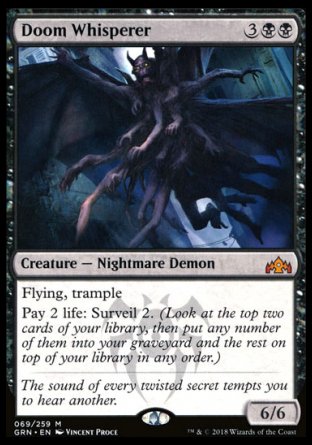 Doom Whisperer 3
Creature — Nightmare Demon
Flying, trample
Pay 2 life: Surveil 2. (Look at the top two
cards of your library, then put any number
of them into your graveyard and the rest on
top of your library in any order.)
The sound of every twisted secret tempts you
to hear another.
6/6
069/259 M
GRN • EN Vincent Proce
™ & © 2018 Wizards of the Coast